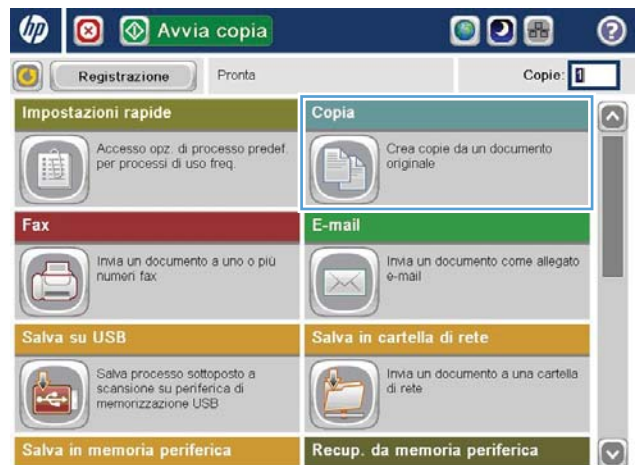 hp
Avvia copia
?
Registrazione
Pronta
Copie: 1
Impostazioni rapide
Accesso opz. di processo predef.
per processi di uso freq.
Copia
Crea copie da un documento
originale
Fax
Invia un documento a uno o più
numeri fax
E-mail
Invia un documento come allegato
e-mail
Salva su USB
Salva processo sottoposto a
scansione su periferica di
memorizzazione USB
Salva in cartella di rete
Invia un documento a una cartella
di rete
Salva in memoria periferica
Recup. da memoria periferica